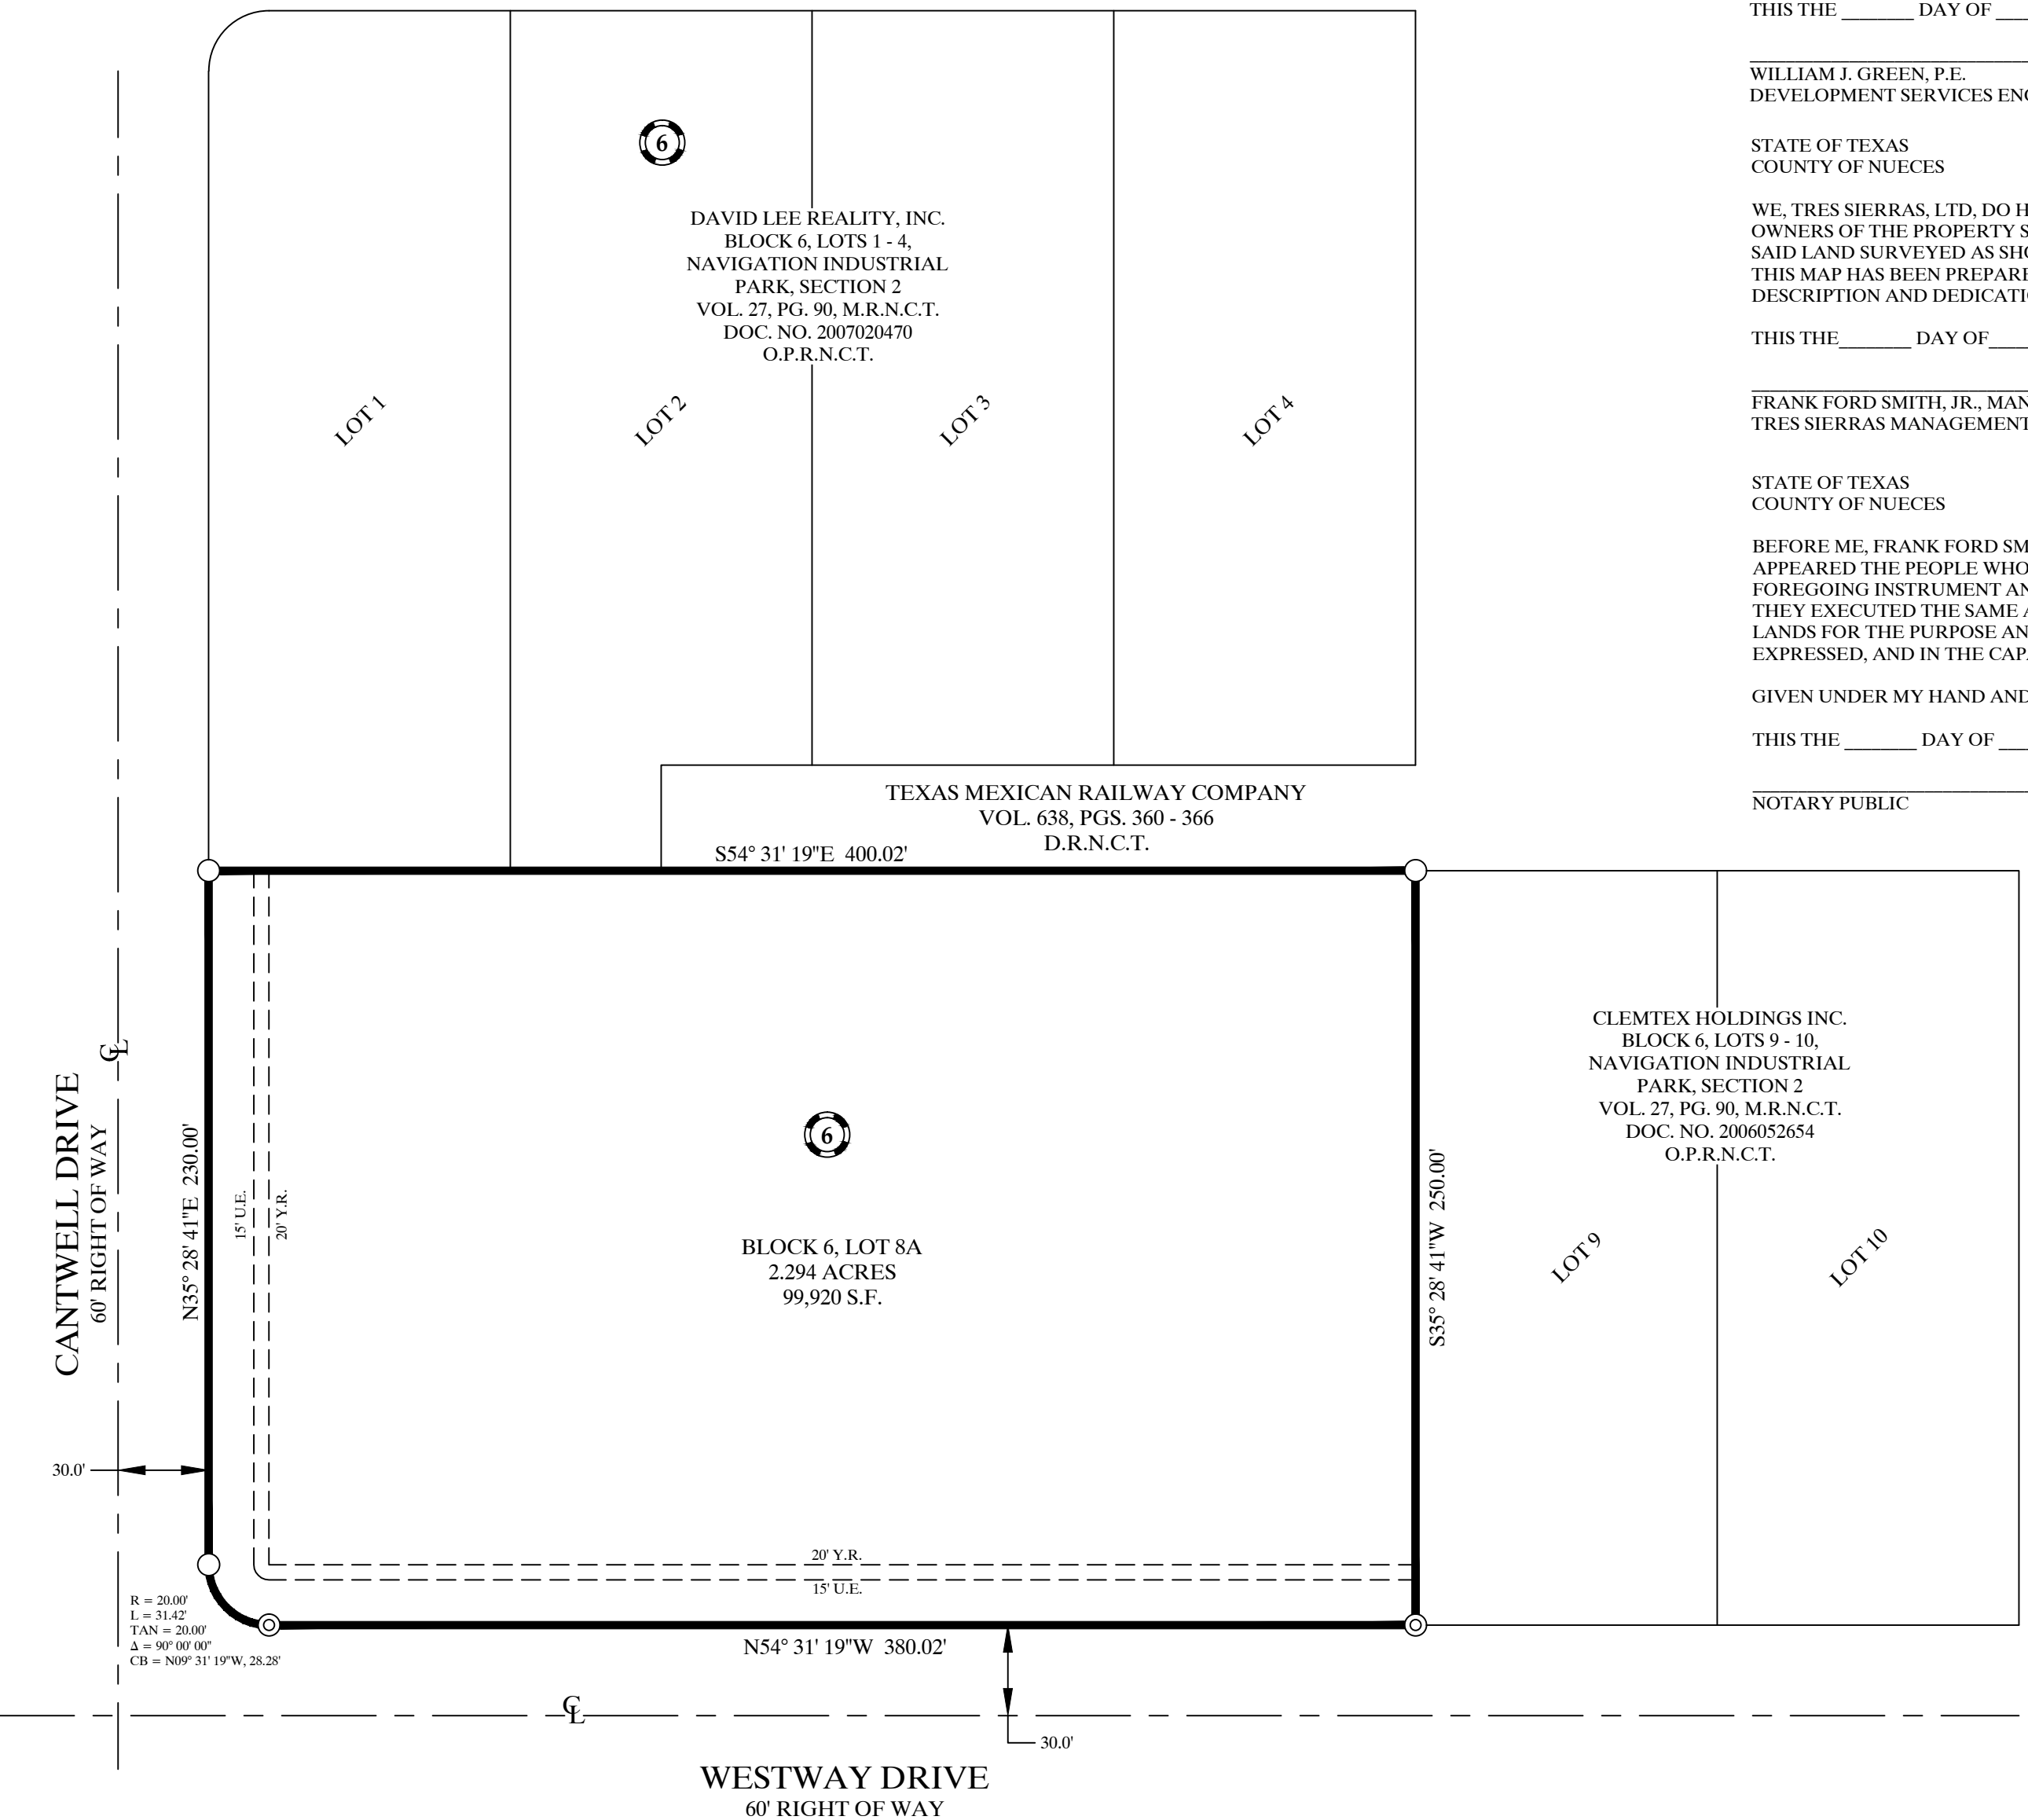 6
DAVID LEE REALITY, INC.
BLOCK 6, LOTS 1 - 4,
NAVIGATION INDUSTRIAL
PARK, SECTION 2
VOL. 27, PG. 90, M.R.N.C.T.
DOC. NO. 2007020470
O.P.R.N.C.T.
LOT 1
LOT 2
LOT 3
LOT 4
TEXAS MEXICAN RAILWAY COMPANY
VOL. 638, PGS. 360 - 366
D.R.N.C.T.
S54° 31' 19"E 400.02'
CANTWELL DRIVE
60' RIGHT OF WAY
℄
N35° 28' 41"E 230.00'
15' U.E.
20' Y.R.
6
BLOCK 6, LOT 8A
2.294 ACRES
99,920 S.F.
S35° 28' 41"W 250.00'
CLEMTEX HOLDINGS INC.
BLOCK 6, LOTS 9 - 10,
NAVIGATION INDUSTRIAL
PARK, SECTION 2
VOL. 27, PG. 90, M.R.N.C.T.
DOC. NO. 2006052654
O.P.R.N.C.T.
LOT 9
LOT 10
30.0'
20' Y.R.
15' U.E.
R = 20.00'
L = 31.42'
TAN = 20.00'
Δ = 90° 00' 00"
CB = N09° 31' 19"W, 28.28'
N54° 31' 19"W 380.02'
℄
30.0'
WESTWAY DRIVE
60' RIGHT OF WAY
THIS THE ________ DAY OF ____
WILLIAM J. GREEN, P.E.
DEVELOPMENT SERVICES
STATE OF TEXAS
COUNTY OF NUECES
WE, TRES SIERRAS, LTD, DO
OWNERS OF THE PROPERTY
SAID LAND SURVEYED AS
THIS MAP HAS BEEN
DESCRIPTION AND
THIS THE________ DAY OF____
FRANK FORD SMITH, JR.,
TRES SIERRAS MANAGEMENT
STATE OF TEXAS
COUNTY OF NUECES
BEFORE ME, FRANK FORD
APPEARED THE PEOPLE
FOREGOING INSTRUMENT
THEY EXECUTED THE SAME
LANDS FOR THE PURPOSE
EXPRESSED, AND IN THE
GIVEN UNDER MY HAND AND
THIS THE ________ DAY OF ____
NOTARY PUBLIC